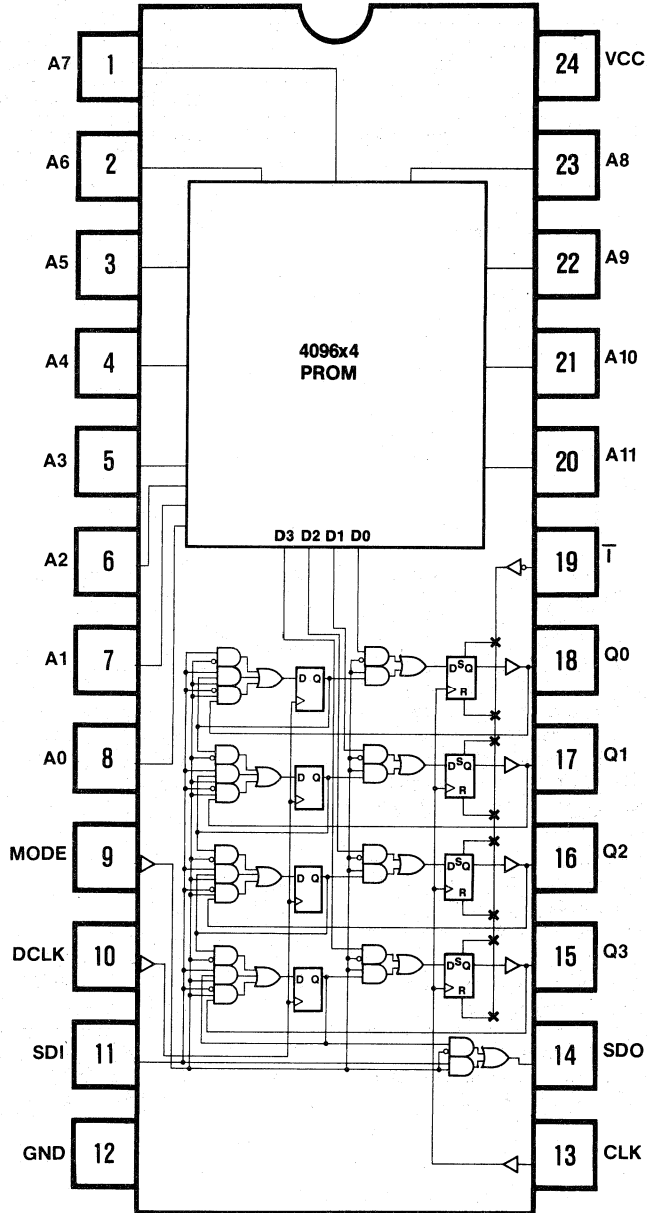 A7 1
24 VCC
A6 2
23 A8
A5 3
22 A9
A4 4
21 A10
4096x4
PROM
A3 5
20 A11
D3 D2 D1 D0
A2 6
19 I̅
A1 7
18 Q0
D Q
D S Q
R
A0 8
17 Q1
D Q
D S Q
R
MODE 9
16 Q2
D Q
D S Q
R
DCLK 10
15 Q3
D Q
D S Q
R
SDI 11
14 SDO
GND 12
13 CLK